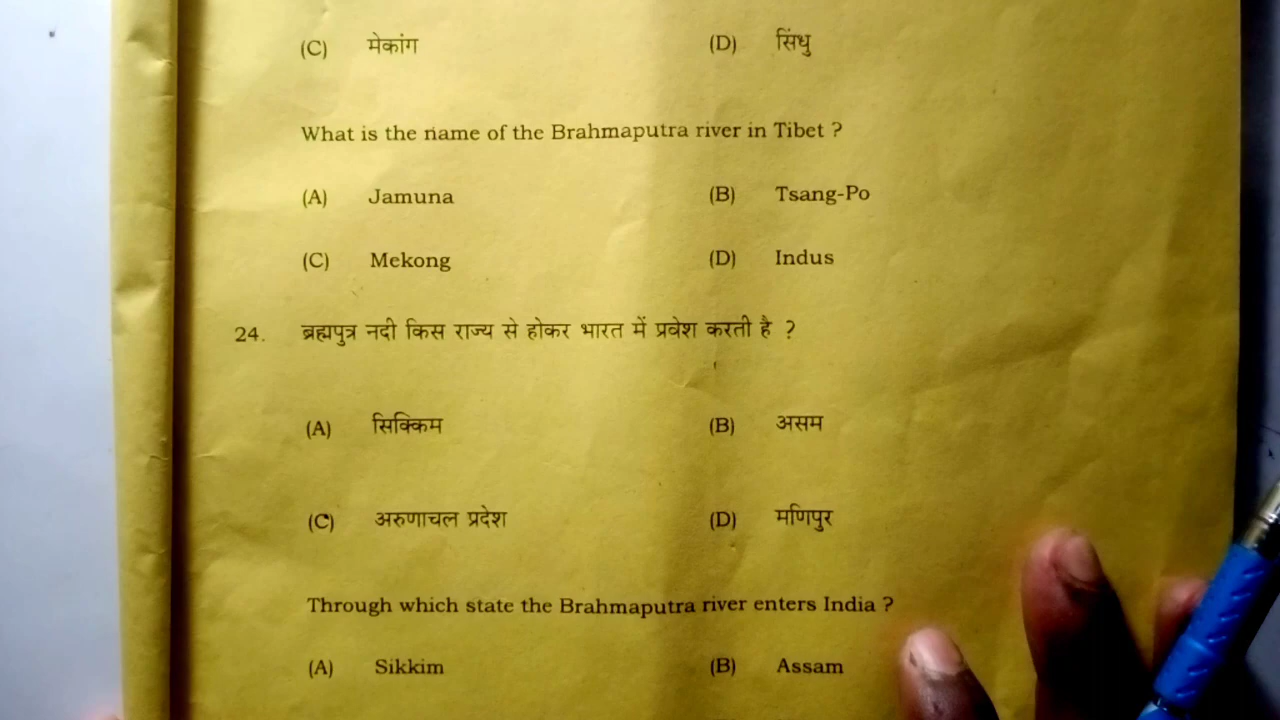 (C) मेकांग (D) सिंधु
What is the name of the Brahmaputra river in Tibet ?
(A) Jamuna (B) Tsang-Po
(C) Mekong (D) Indus
24. ब्रह्मपुत्र नदी किस राज्य से होकर भारत में प्रवेश करती है ?
(A) सिक्किम (B) असम
(C) अरुणाचल प्रदेश (D) मणिपुर
Through which state the Brahmaputra river enters India ?
(A) Sikkim (B) Assam